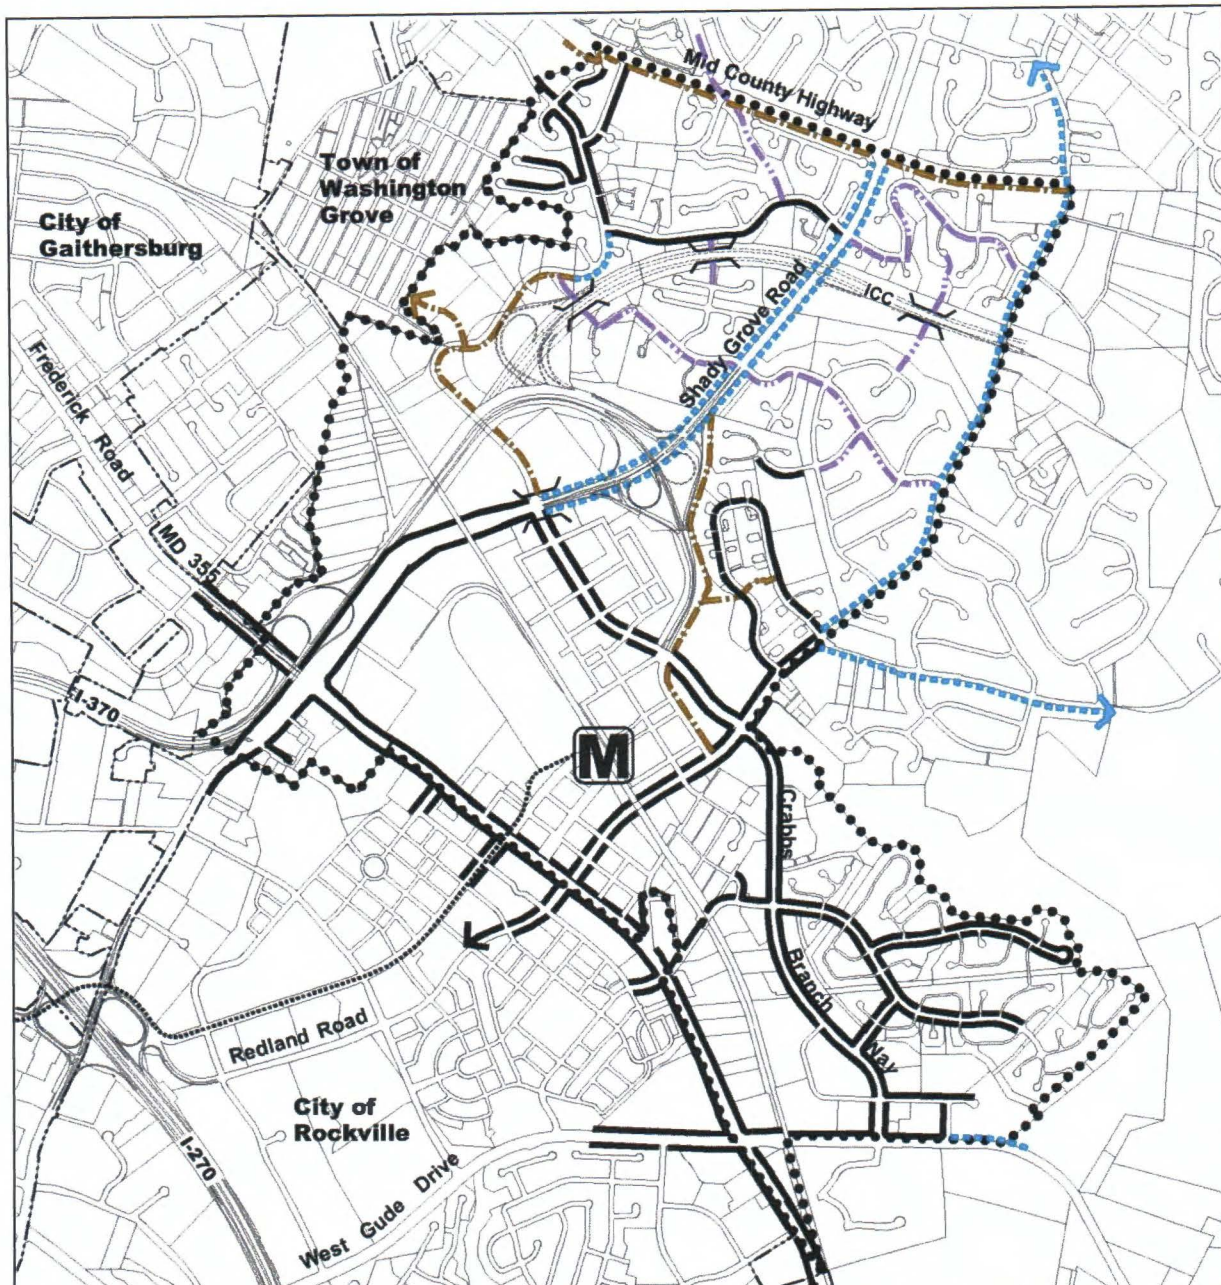 Mid County Highway
Town of
Washington
Grove
City of
Gaithersburg
ICC
Shady Grove Road
Frederick Road
MD 355
I-370
M
Crabbs
Branch
Way
Redland Road
City of
Rockville
I-270
West Gude Drive